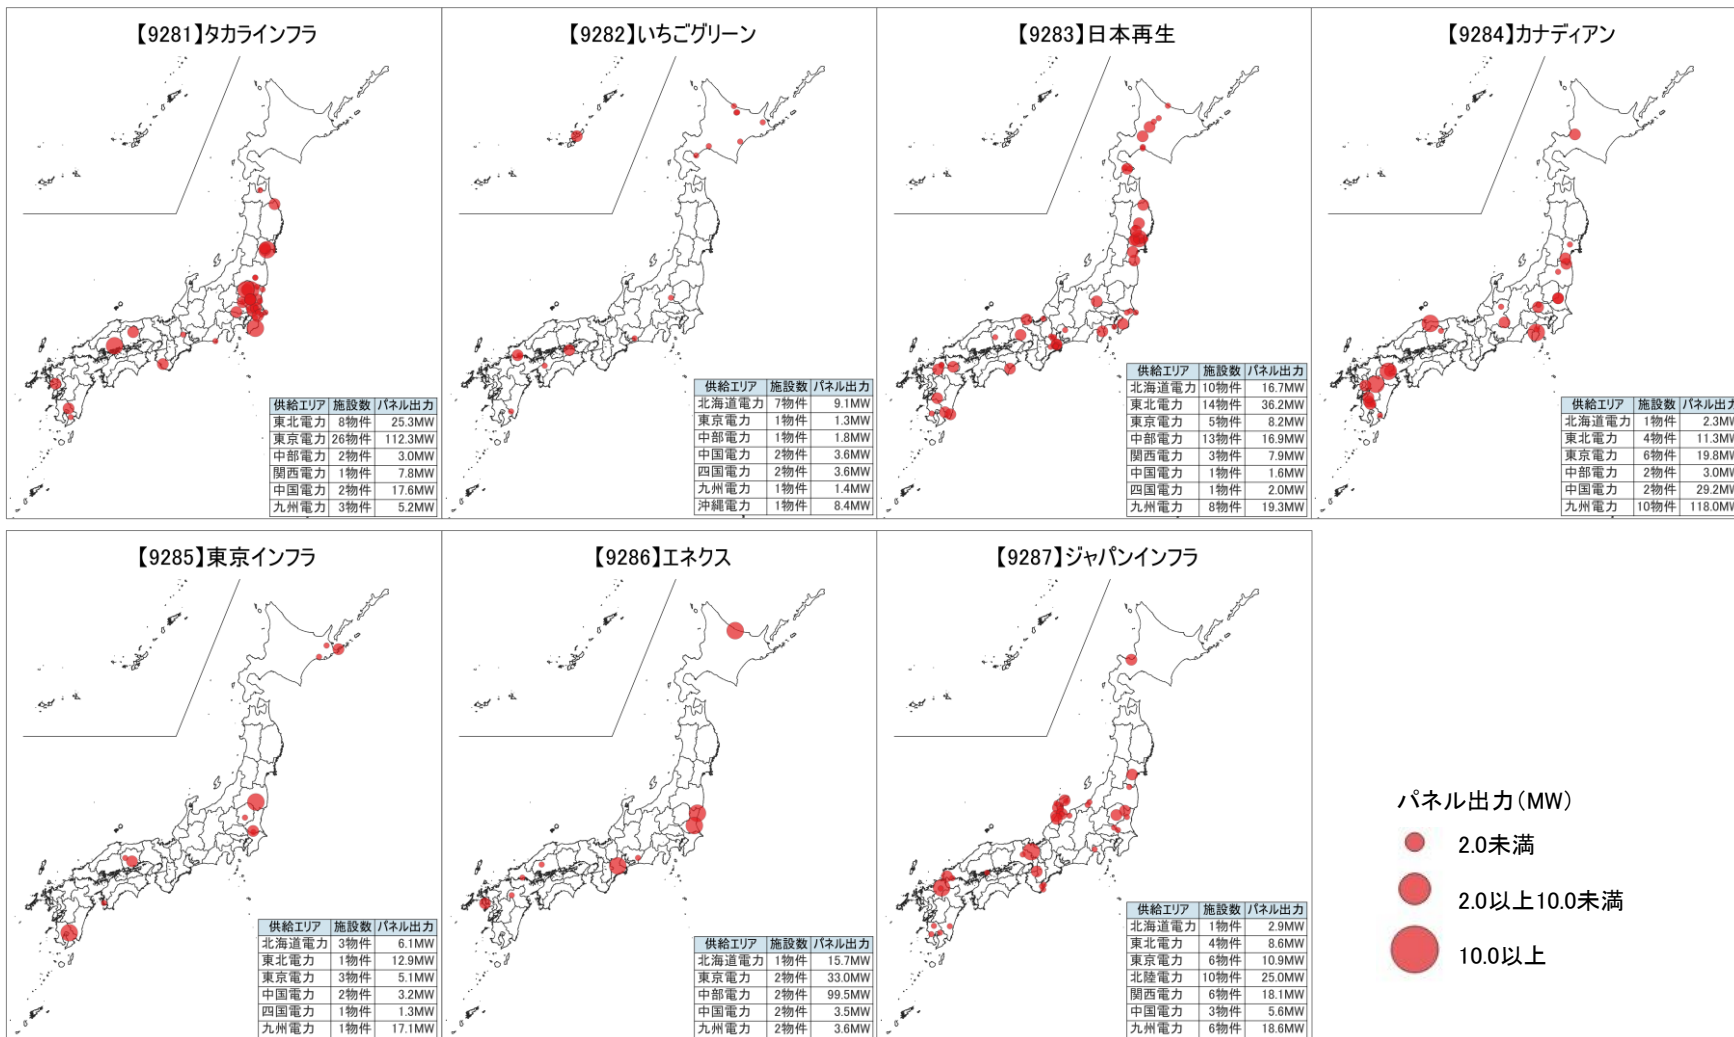 【9281】タカラインフラ
供給エリア 施設数 パネル出力
東北電力 8物件 25.3MW
東京電力 26物件 112.3MW
中部電力 2物件 3.0MW
関西電力 1物件 7.8MW
中国電力 2物件 17.6MW
九州電力 3物件 5.2MW
【9282】いちごグリーン
供給エリア 施設数 パネル出力
北海道電力 7物件 9.1MW
東京電力 1物件 1.3MW
中部電力 1物件 1.8MW
中国電力 2物件 3.6MW
四国電力 2物件 3.6MW
九州電力 1物件 1.4MW
沖縄電力 1物件 8.4MW
【9283】日本再生
供給エリア 施設数 パネル出力
北海道電力 10物件 16.7MW
東北電力 14物件 36.2MW
東京電力 5物件 8.2MW
中部電力 13物件 16.9MW
関西電力 3物件 7.9MW
中国電力 1物件 1.6MW
四国電力 1物件 2.0MW
九州電力 8物件 19.3MW
【9284】カナディアン
供給エリア 施設数 パネル出力
北海道電力 1物件 2.3MW
東北電力 4物件 11.3MW
東京電力 6物件 19.8MW
中部電力 2物件 3.0MW
中国電力 2物件 29.2MW
九州電力 10物件 118.0MW
【9285】東京インフラ
供給エリア 施設数 パネル出力
北海道電力 3物件 6.1MW
東北電力 1物件 12.9MW
東京電力 3物件 5.1MW
中国電力 2物件 3.2MW
四国電力 1物件 1.3MW
九州電力 1物件 17.1MW
【9286】エネクス
供給エリア 施設数 パネル出力
北海道電力 1物件 15.7MW
東京電力 2物件 33.0MW
中部電力 2物件 99.5MW
中国電力 2物件 3.5MW
九州電力 2物件 3.6MW
【9287】ジャパンインフラ
供給エリア 施設数 パネル出力
北海道電力 1物件 2.9MW
東北電力 4物件 8.6MW
東京電力 6物件 10.9MW
北陸電力 10物件 25.0MW
関西電力 6物件 18.1MW
中国電力 3物件 5.6MW
九州電力 6物件 18.6MW
パネル出力(MW)
2.0未満
2.0以上10.0未満
10.0以上